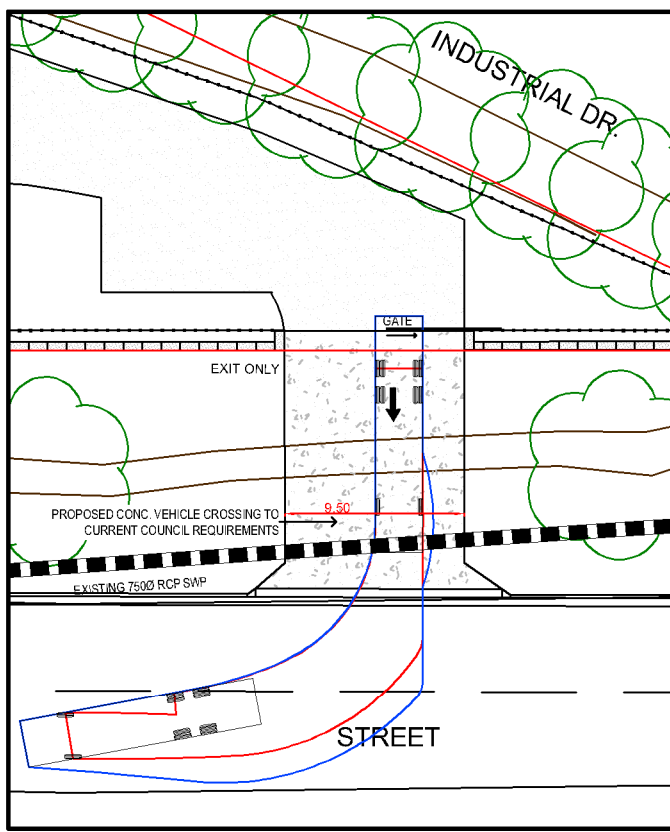 INDUSTRIAL DR.
GATE
EXIT ONLY
9.50
PROPOSED CONC. VEHICLE CROSSING TO
CURRENT COUNCIL REQUIREMENTS
EXISTING 750Ø RCP SWP
STREET